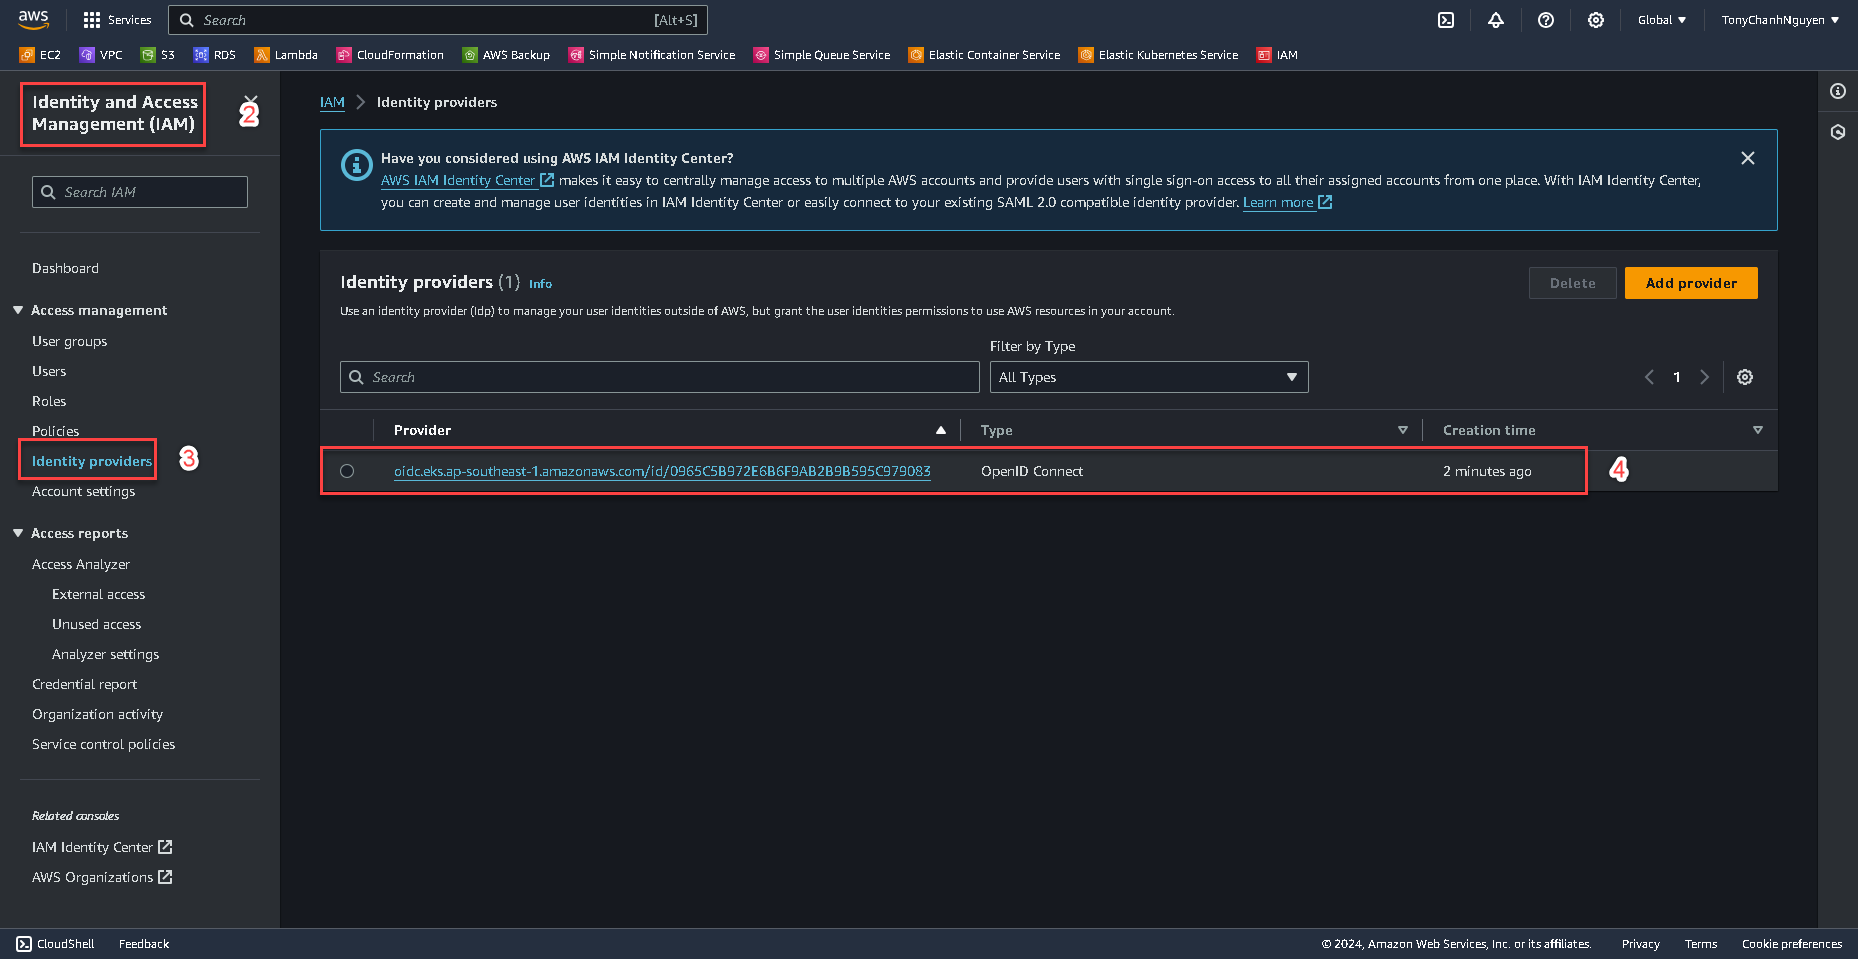 aws
Services
Search
[Alt+S]
Global
TonyChanhNguyen
EC2
VPC
S3
RDS
Lambda
CloudFormation
AWS Backup
Simple Notification Service
Simple Queue Service
Elastic Container Service
Elastic Kubernetes Service
IAM
Identity and Access
Management (IAM)
2
Search IAM
Dashboard
Access management
User groups
Users
Roles
Policies
Identity providers
3
Account settings
Access reports
Access Analyzer
External access
Unused access
Analyzer settings
Credential report
Organization activity
Service control policies
Related consoles
IAM Identity Center
AWS Organizations
IAM
Identity providers
Have you considered using AWS IAM Identity Center?
AWS IAM Identity Center makes it easy to centrally manage access to multiple AWS accounts and provide users with single sign-on access to all their assigned accounts from one place. With IAM Identity Center,
you can create and manage user identities in IAM Identity Center or easily connect to your existing SAML 2.0 compatible identity provider. Learn more
Identity providers (1) Info
Delete
Add provider
Use an identity provider (IdP) to manage your user identities outside of AWS, but grant the user identities permissions to use AWS resources in your account.
Filter by Type
Search
All Types
1
Provider
Type
Creation time
oidc.eks.ap-southeast-1.amazonaws.com/id/0965C5B972E6B6F9AB2B9B595C979083
OpenID Connect
2 minutes ago
4
CloudShell
Feedback
© 2024, Amazon Web Services, Inc. or its affiliates.
Privacy
Terms
Cookie preferences